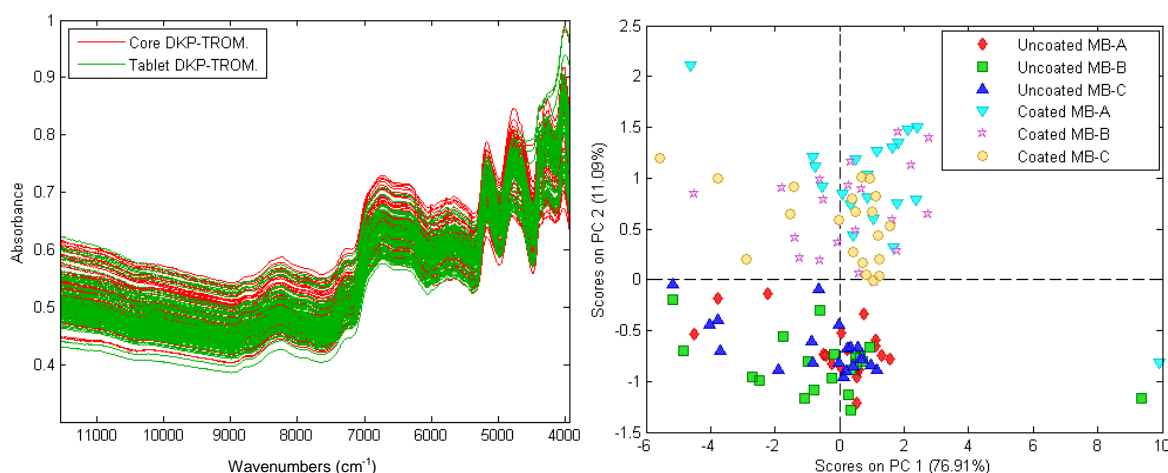 1
0.9
0.8
0.7
0.6
0.5
0.4
Absorbance
Core DKP-TROM.
Tablet DKP-TROM.
11000 10000 9000 8000 7000 6000 5000 4000
Wavenumbers (cm-1)
2.5
2
1.5
1
0.5
0
-0.5
-1
-1.5
Scores on PC 2 (11.09%)
Uncoated MB-A
Uncoated MB-B
Uncoated MB-C
Coated MB-A
Coated MB-B
Coated MB-C
-6 -4 -2 0 2 4 6 8 10
Scores on PC 1 (76.91%)